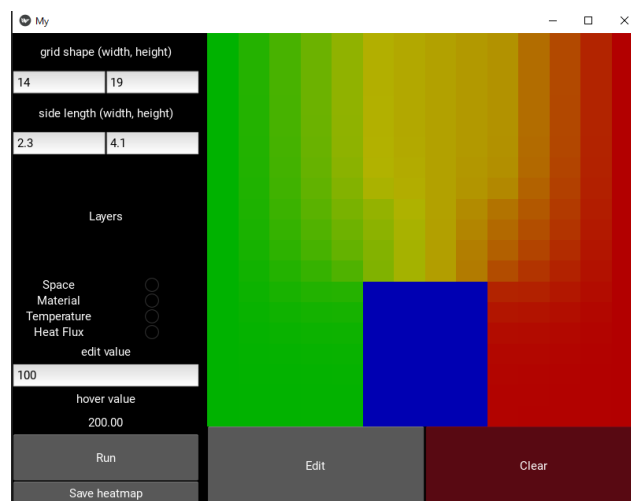 My
grid shape (width, height)
14 19
side length (width, height)
2.3 4.1
Layers
Space
Material
Temperature
Heat Flux
edit value
100
hover value
200.00
Run
Save heatmap
Edit
Clear